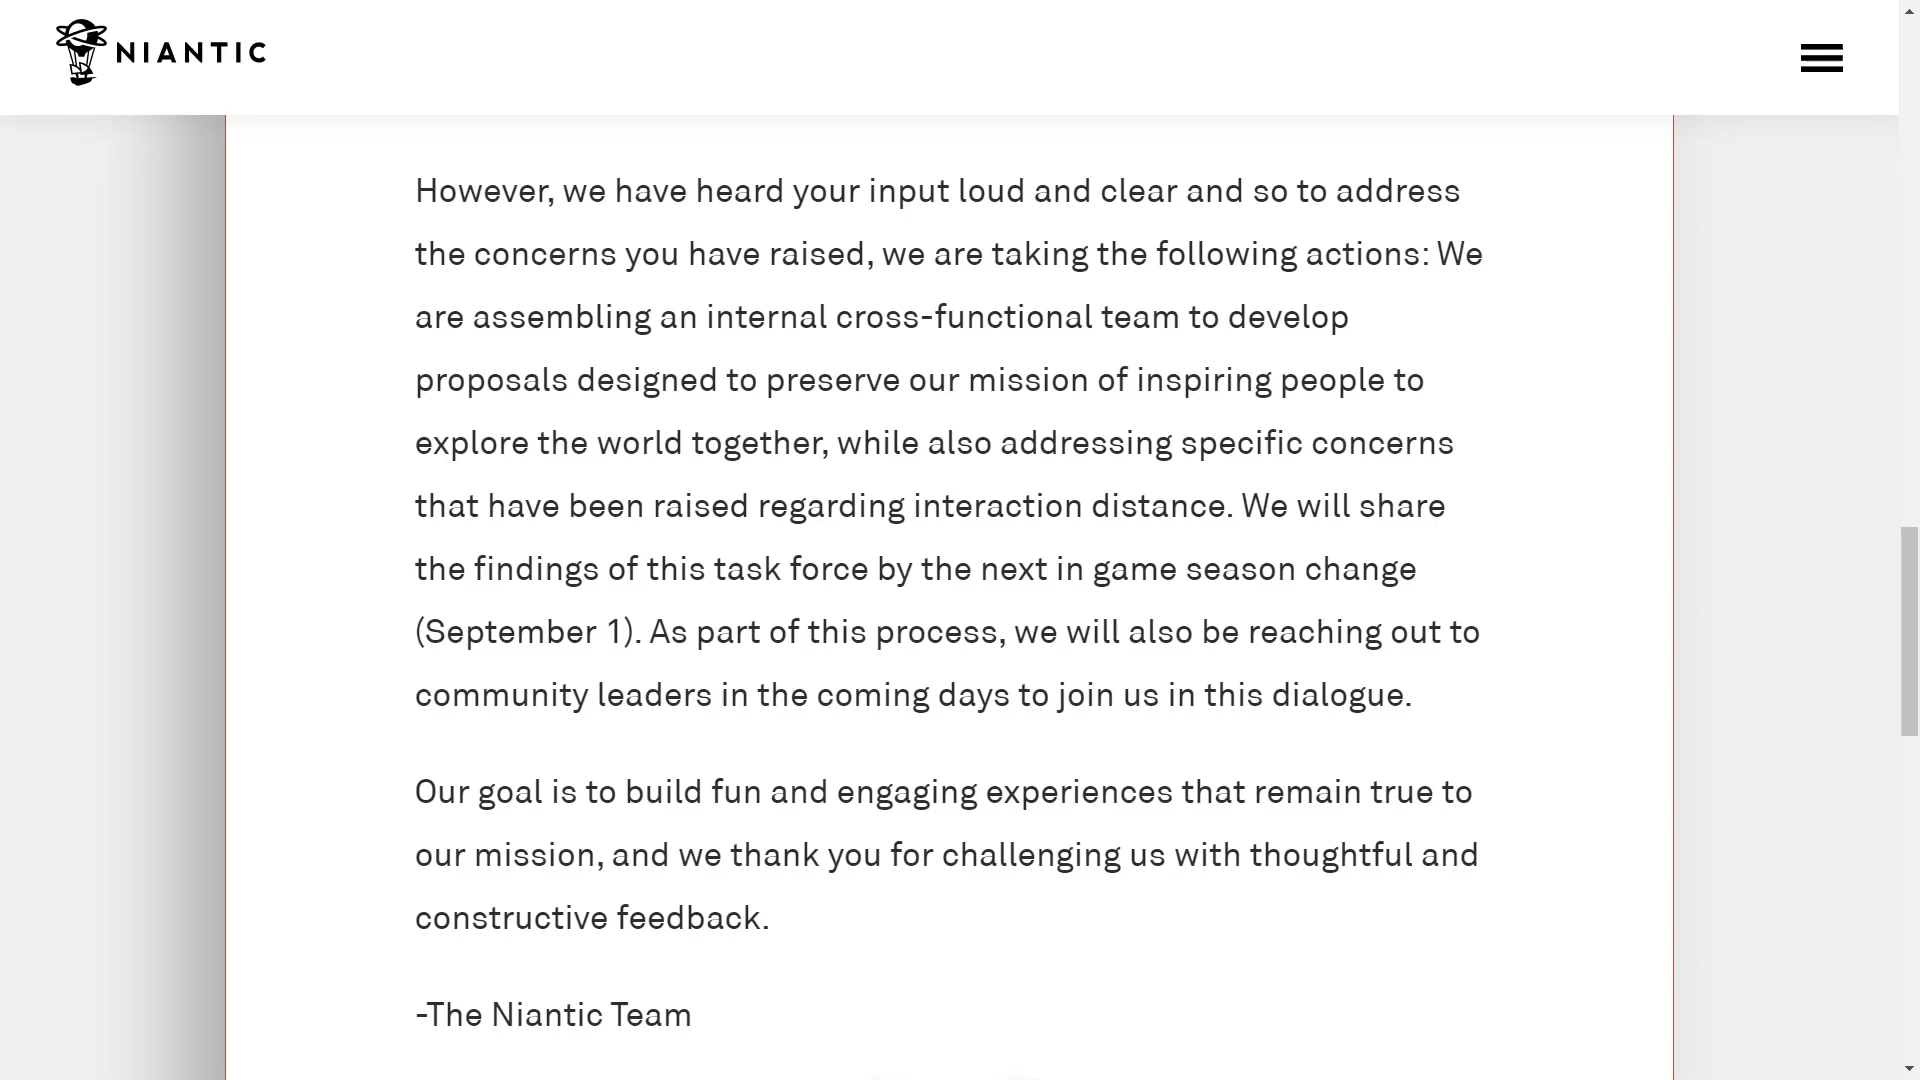 NIANTIC
However, we have heard your input loud and clear and so to address
the concerns you have raised, we are taking the following actions: We
are assembling an internal cross-functional team to develop
proposals designed to preserve our mission of inspiring people to
explore the world together, while also addressing specific concerns
that have been raised regarding interaction distance. We will share
the findings of this task force by the next in game season change
(September 1). As part of this process, we will also be reaching out to
community leaders in the coming days to join us in this dialogue.
Our goal is to build fun and engaging experiences that remain true to
our mission, and we thank you for challenging us with thoughtful and
constructive feedback.
-The Niantic Team